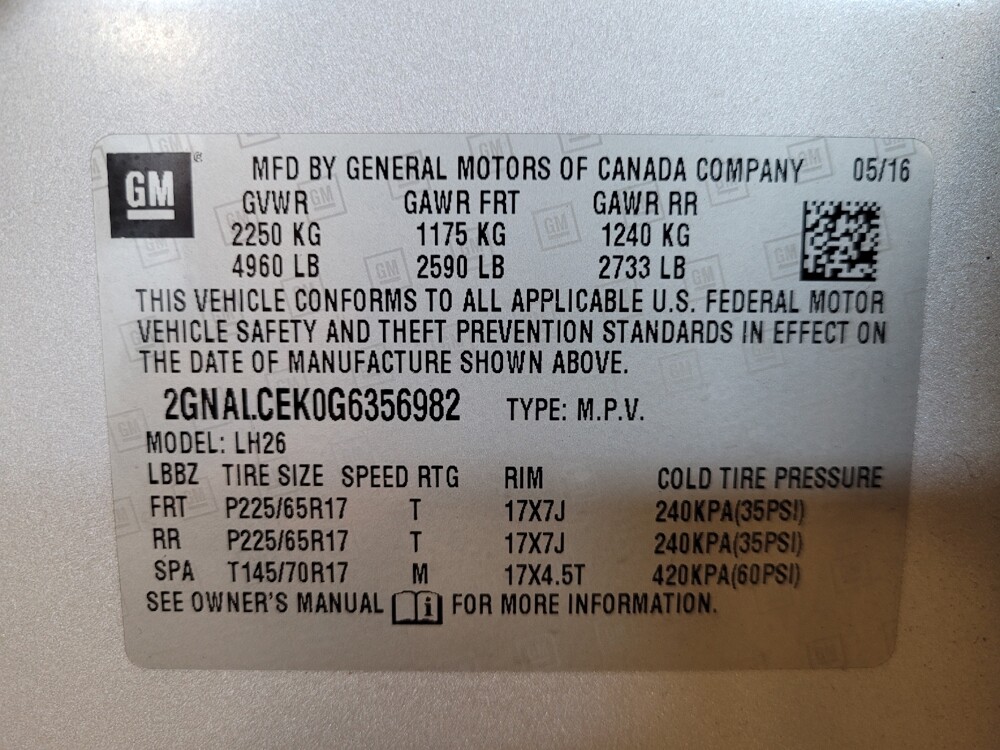 GM ®
MFD BY GENERAL MOTORS OF CANADA COMPANY 05/16
GVWR GAWR FRT GAWR RR
2250 KG 1175 KG 1240 KG
4960 LB 2590 LB 2733 LB
THIS VEHICLE CONFORMS TO ALL APPLICABLE U.S. FEDERAL MOTOR
VEHICLE SAFETY AND THEFT PREVENTION STANDARDS IN EFFECT ON
THE DATE OF MANUFACTURE SHOWN ABOVE.
2GNALCEK0G6356982 TYPE: M.P.V.
MODEL: LH26
LBBZ TIRE SIZE SPEED RTG RIM COLD TIRE PRESSURE
FRT P225/65R17 T 17X7J 240KPA(35PSI)
RR P225/65R17 T 17X7J 240KPA(35PSI)
SPA T145/70R17 M 17X4.5T 420KPA(60PSI)
SEE OWNER'S MANUAL i FOR MORE INFORMATION.